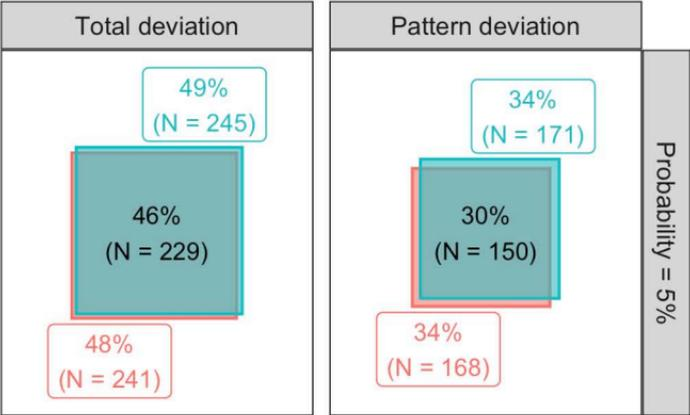 Total deviation
49%
(N = 245)
46%
(N = 229)
48%
(N = 241)
Pattern deviation
34%
(N = 171)
30%
(N = 150)
34%
(N = 168)
Probability = 5%